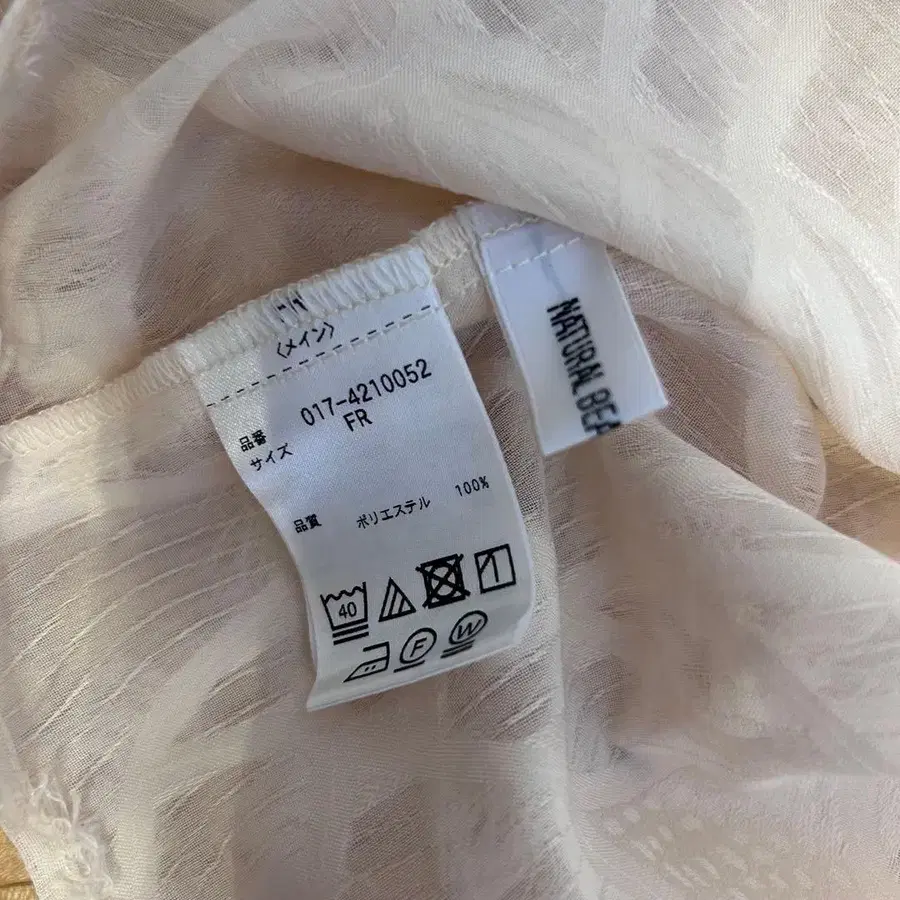 〈メイン〉
品番 017-4210052
サイズ FR
品質 ポリエステル 100%
40
F W
NATURAL BEA